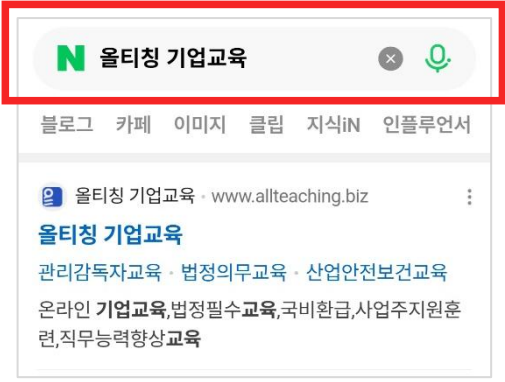 N 올티칭 기업교육
블로그 카페 이미지 클립 지식iN 인플루언서
올티칭 기업교육 · www.allteaching.biz
올티칭 기업교육
관리감독자교육 · 법정의무교육 · 산업안전보건교육
온라인 기업교육,법정필수교육,국비환급,사업주지원훈
련,직무능력향상교육